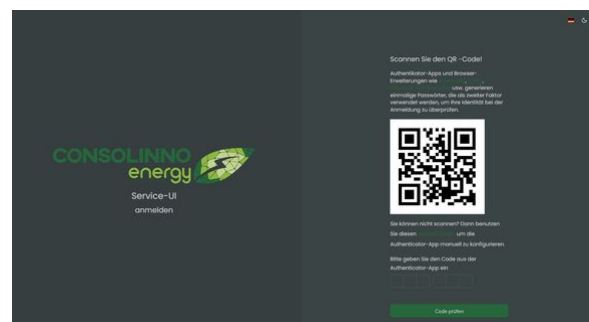 CONSOLINNO
energy
Service-UI
anmelden
Scannen Sie den QR -Code!
Authentikator-Apps und Browser-
Erweiterungen wie
usw. generieren
einmalige Passwörter, die als zweiter Faktor
verwendet werden, um Ihre Identität bei der
Anmeldung zu überprüfen.
Sie können nicht scannen? Dann benutzen
Sie diesen um die
Authenticator-App manuell zu konfigurieren.
Bitte geben Sie den Code aus der
Authenticator-App ein
Code prüfen